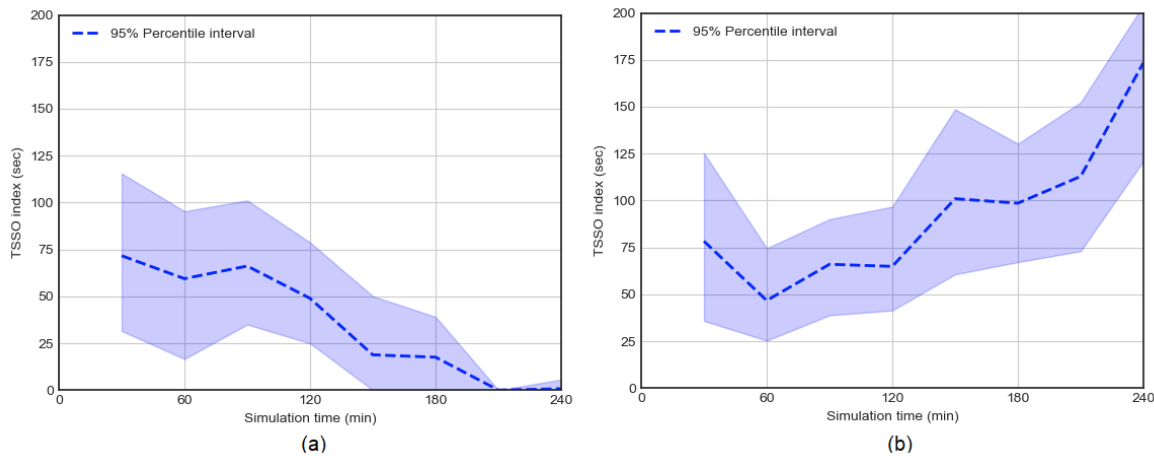 200
175
150
125
100
75
50
25
0
TSSO index (sec)
95% Percentile interval
0 60 120 180 240
Simulation time (min)
(a)
200
175
150
125
100
75
50
25
0
TSSO index (sec)
95% Percentile interval
0 60 120 180 240
Simulation time (min)
(b)